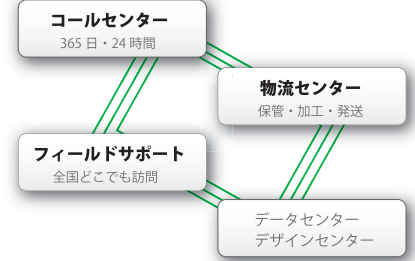 コールセンター
365日・24時間
物流センター
保管・加工・発送
フィールドサポート
全国どこでも訪問
データセンター
デザインセンター